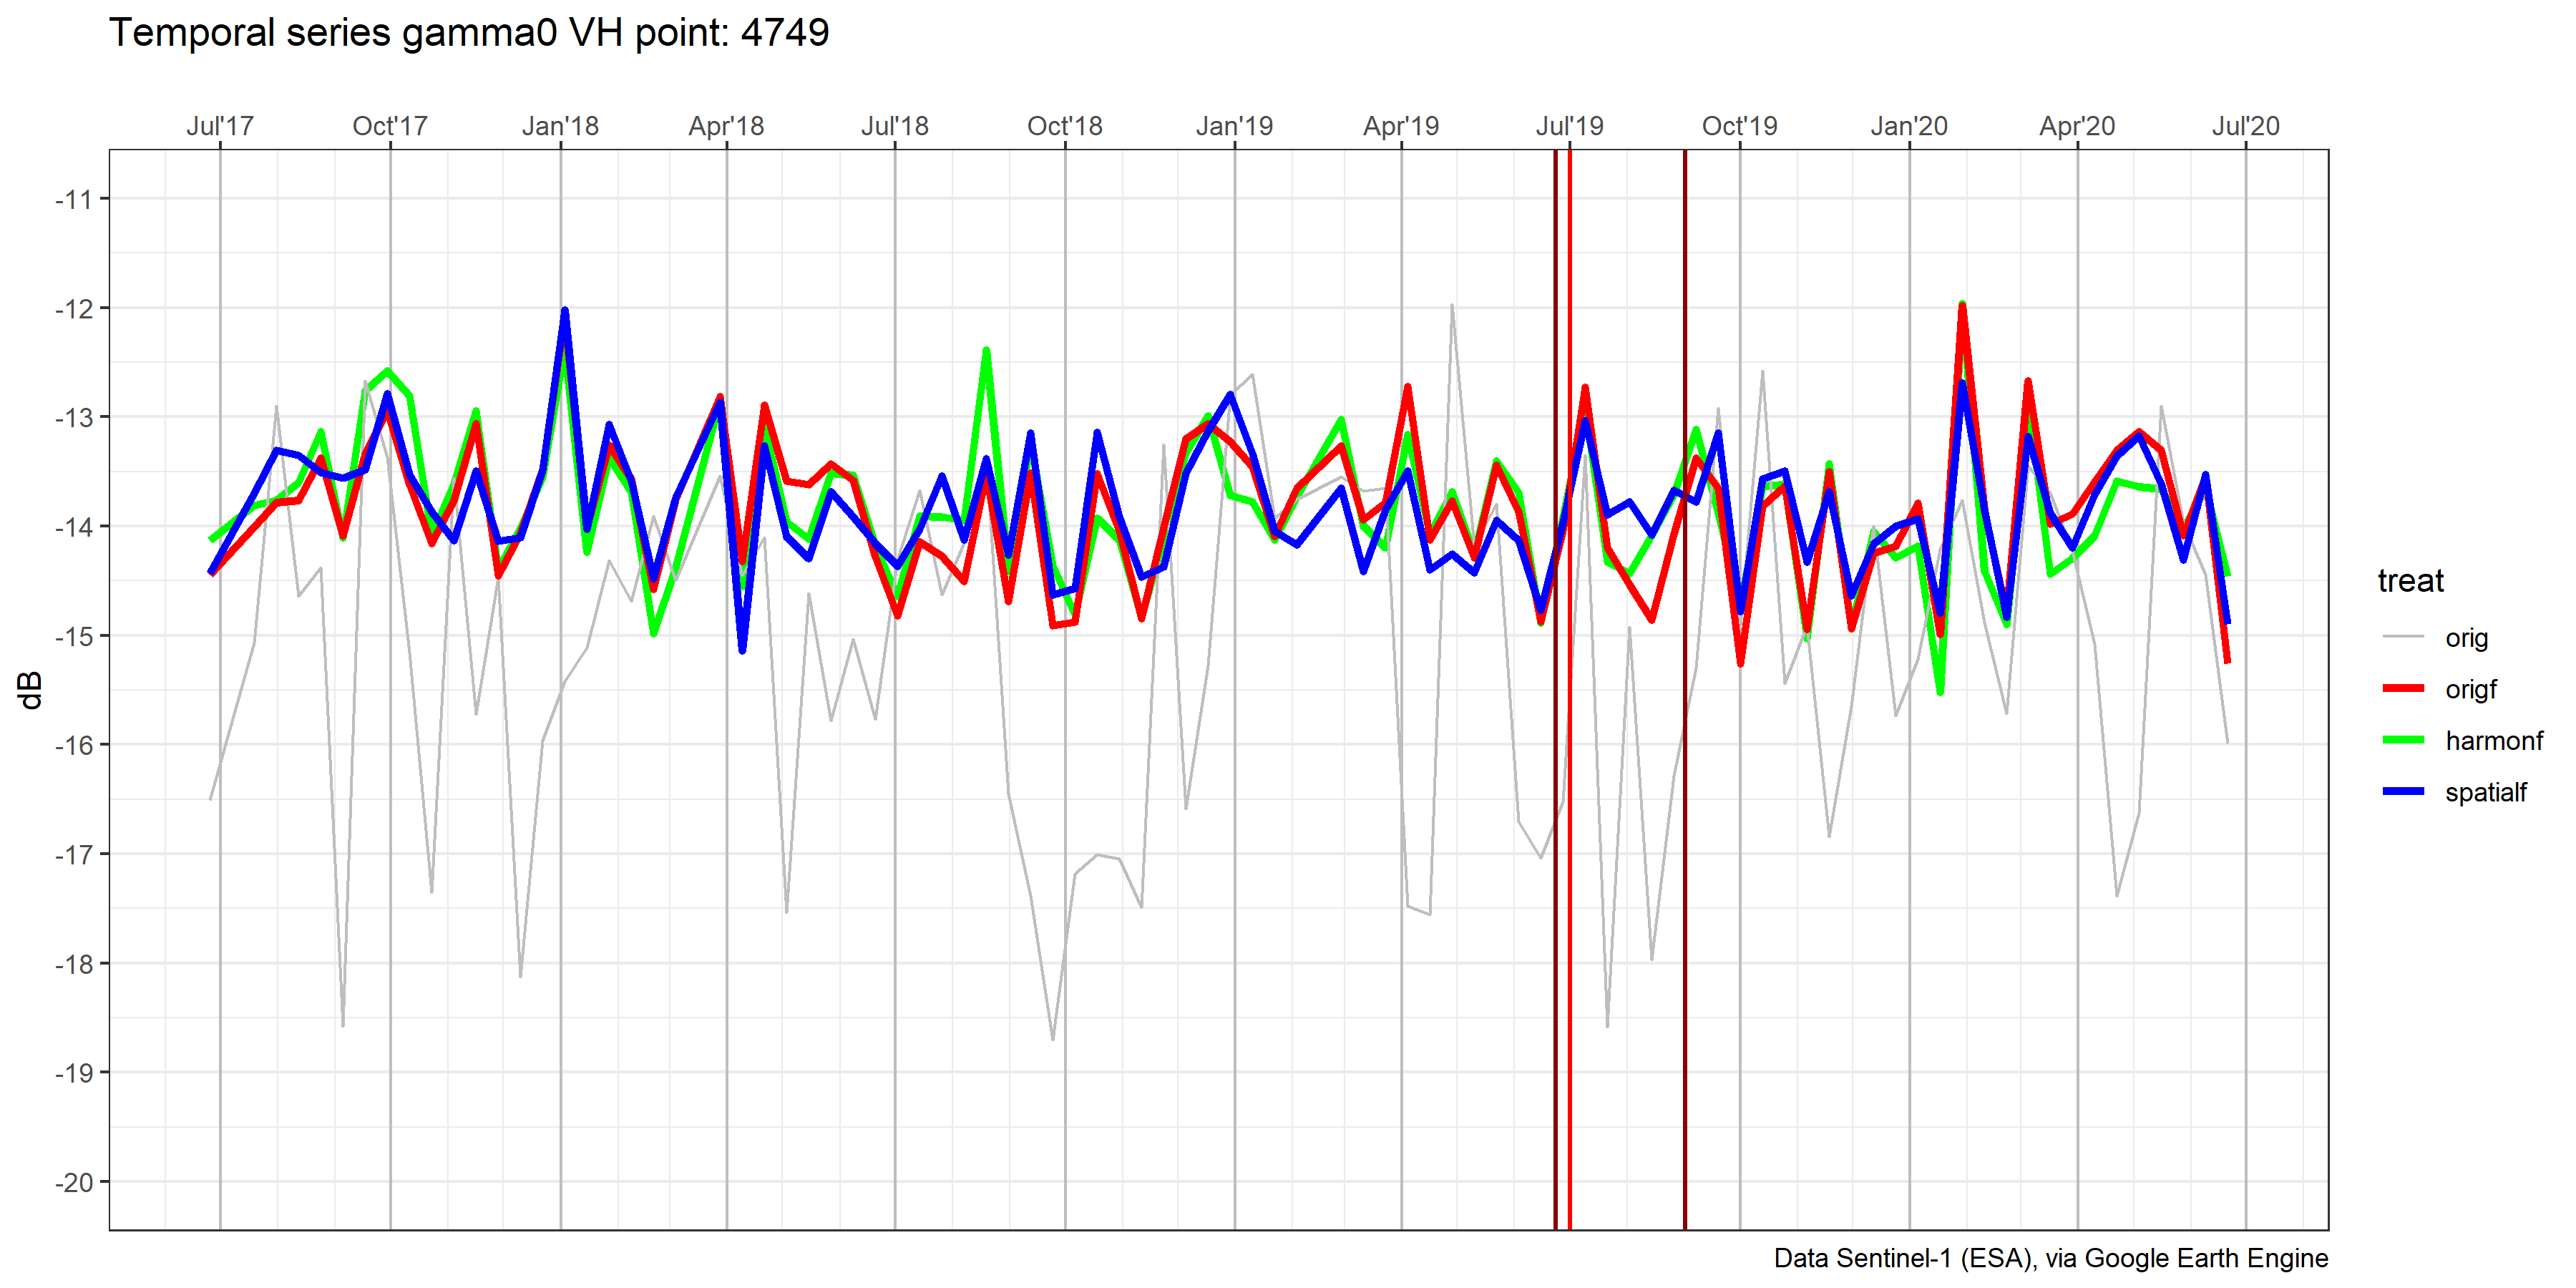 Temporal series gamma0 VH point: 4749
Jul'17 Oct'17 Jan'18 Apr'18 Jul'18 Oct'18 Jan'19 Apr'19 Jul'19 Oct'19 Jan'20 Apr'20 Jul'20
-11
-12
-13
-14
-15
-16
-17
-18
-19
-20
dB
treat
orig
origf
harmonf
spatialf
Data Sentinel-1 (ESA), via Google Earth Engine